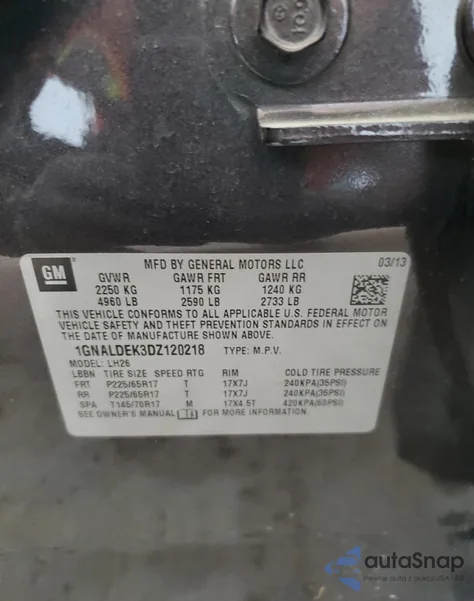 10.9
GM
MFD BY GENERAL MOTORS LLC 03/13
GVWR GAWR FRT GAWR RR
2250 KG 1175 KG 1240 KG
4960 LB 2590 LB 2733 LB
THIS VEHICLE CONFORMS TO ALL APPLICABLE U.S. FEDERAL MOTOR
VEHICLE SAFETY AND THEFT PREVENTION STANDARDS IN EFFECT ON
THE DATE OF MANUFACTURE SHOWN ABOVE.
1GNALDEK3DZ120218 TYPE: M.P.V.
MODEL: LH26
LBBN TIRE SIZE SPEED RTG RIM COLD TIRE PRESSURE
FRT P225/65R17 T 17X7J 240KPA(35PSI)
RR P225/65R17 T 17X7J 240KPA(35PSI)
SPA T145/70R17 M 17X4.5T 420KPA(60PSI)
SEE OWNER'S MANUAL FOR MORE INFORMATION.
autoSnap